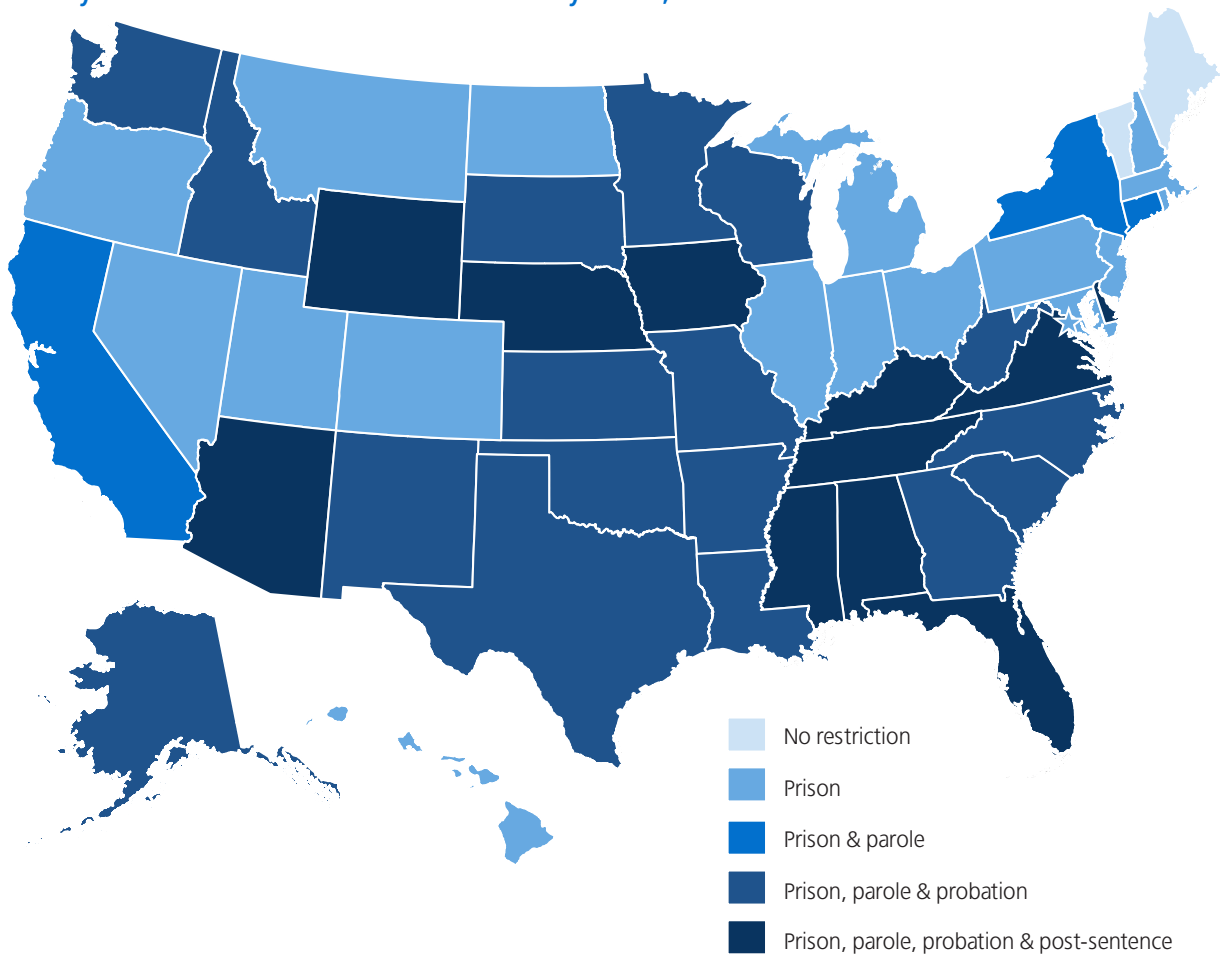 No restriction
Prison
Prison & parole
Prison, parole & probation
Prison, parole, probation & post-sentence